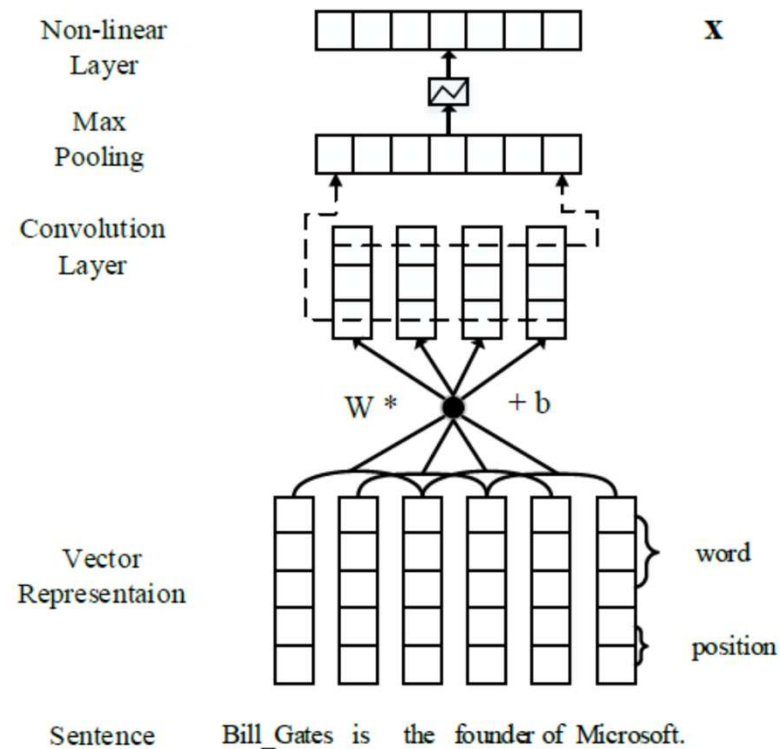 Non-linear
Layer
x
Max
Pooling
Convolution
Layer
W * + b
Vector
Representaion
word
position
Sentence Bill_Gates is the founder of Microsoft.